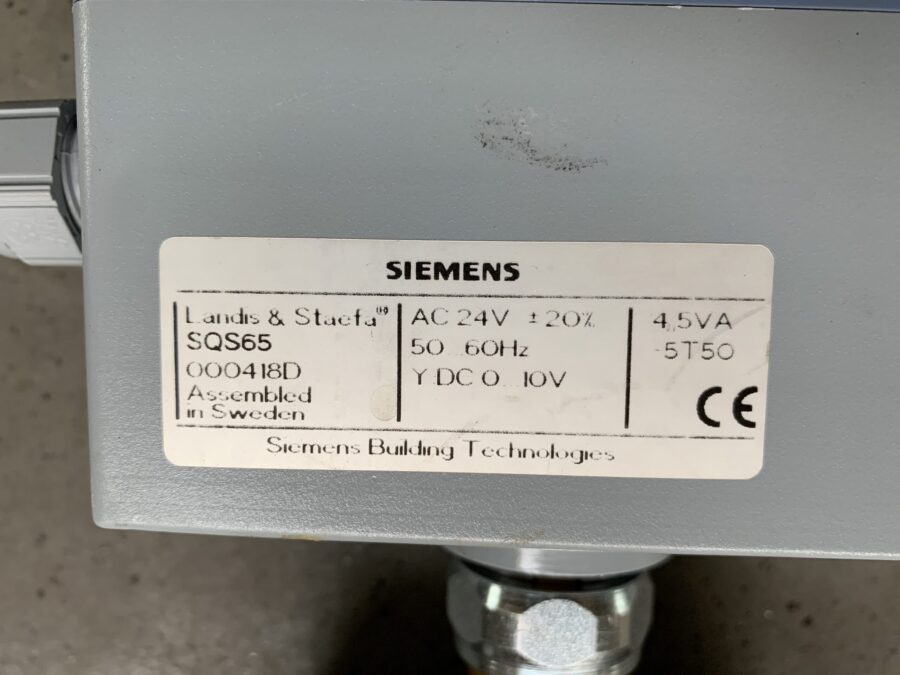 SIEMENS
Landis & Staefa
SQS65
000418D
Assembled
in Sweden
AC 24V ±20%
50...60Hz
Y:DC 0...10V
4,5VA
-5T50
CE
Siemens Building Technologies